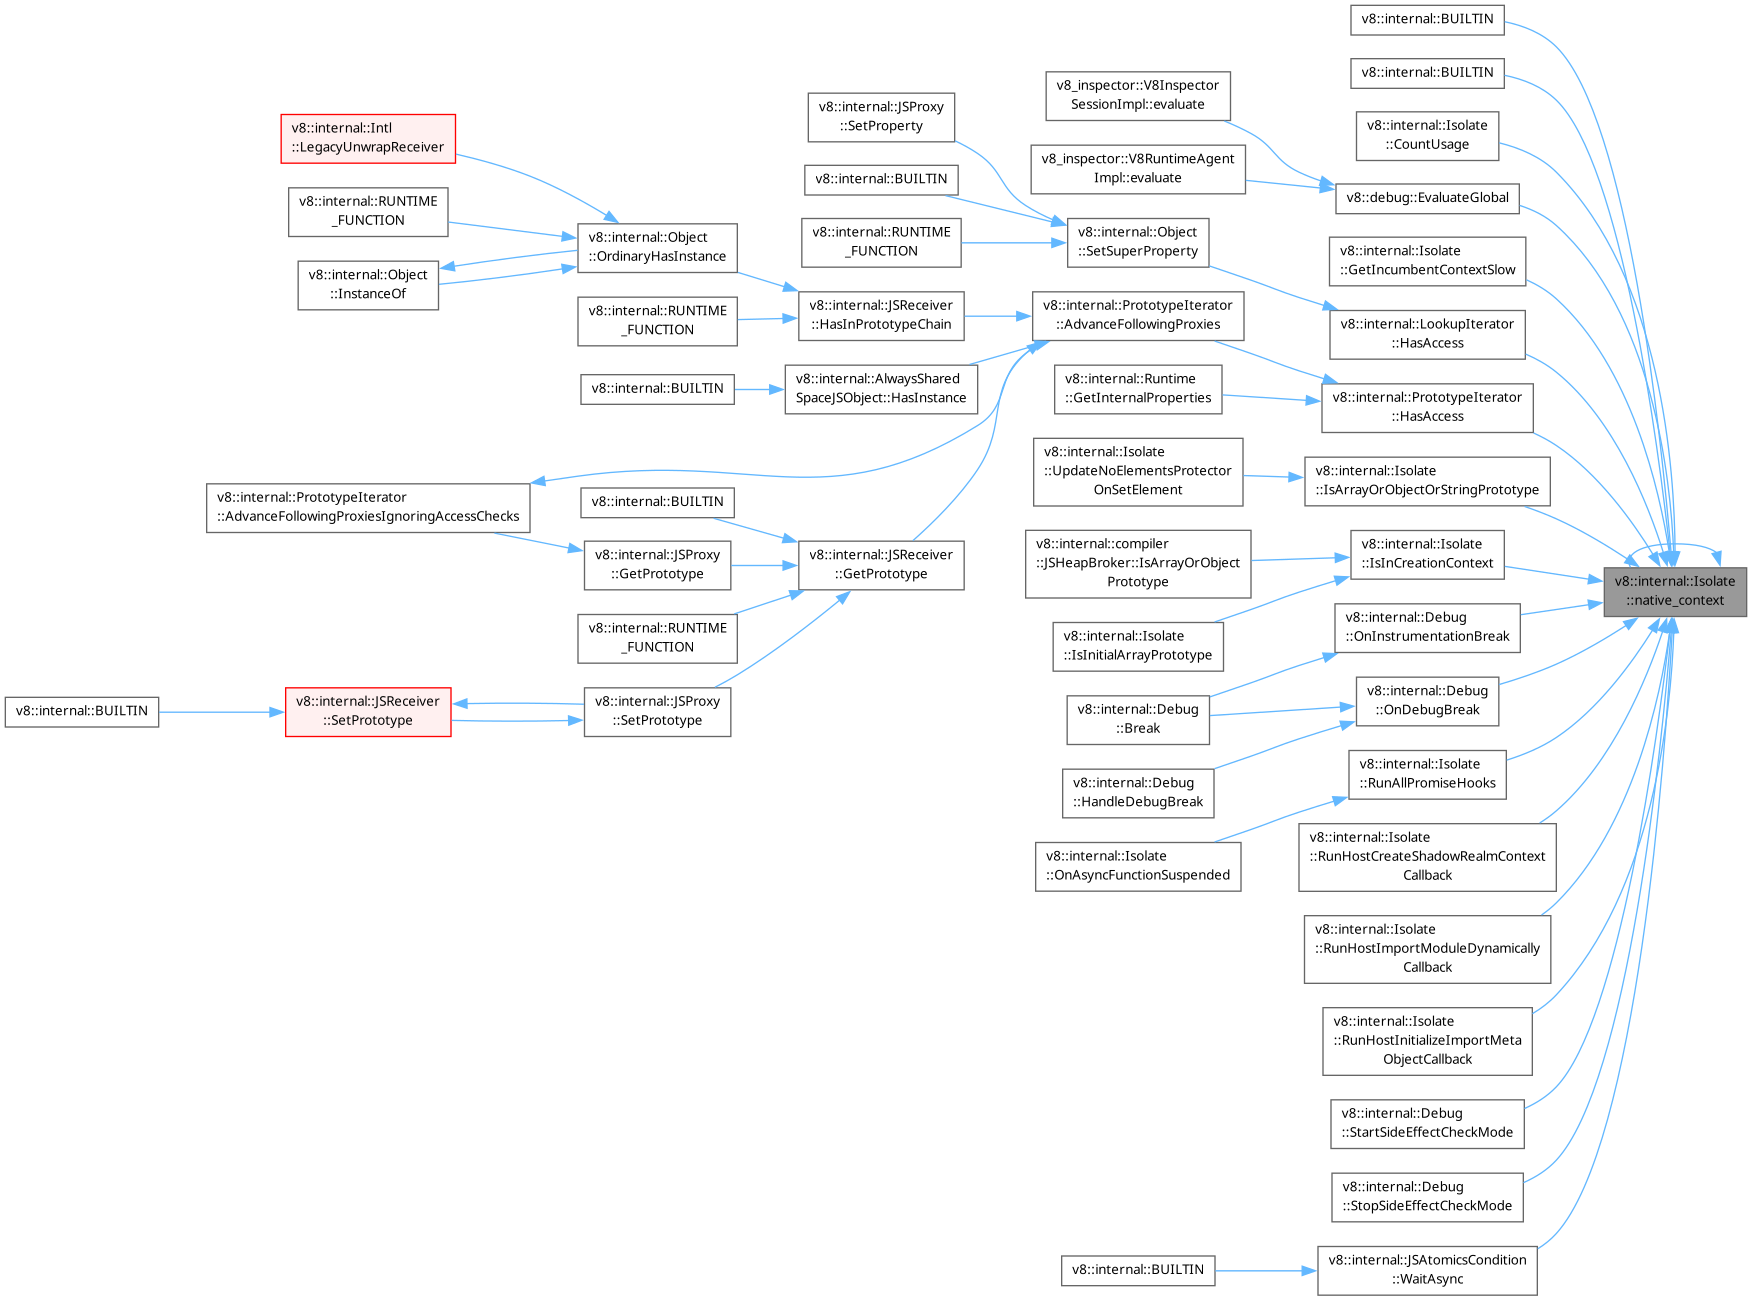 v8::internal::BUILTIN
v8::internal::BUILTIN
v8::internal::Isolate
::CountUsage
v8::debug::EvaluateGlobal
v8_inspector::V8Inspector
SessionImpl::evaluate
v8_inspector::V8RuntimeAgent
Impl::evaluate
v8::internal::Isolate
::GetIncumbentContextSlow
v8::internal::LookupIterator
::HasAccess
v8::internal::Object
::SetSuperProperty
v8::internal::JSProxy
::SetProperty
v8::internal::BUILTIN
v8::internal::RUNTIME
_FUNCTION
v8::internal::PrototypeIterator
::HasAccess
v8::internal::PrototypeIterator
::AdvanceFollowingProxies
v8::internal::JSReceiver
::HasInPrototypeChain
v8::internal::Object
::OrdinaryHasInstance
v8::internal::Intl
::LegacyUnwrapReceiver
v8::internal::RUNTIME
_FUNCTION
v8::internal::Object
::InstanceOf
v8::internal::RUNTIME
_FUNCTION
v8::internal::AlwaysShared
SpaceJSObject::HasInstance
v8::internal::BUILTIN
v8::internal::Runtime
::GetInternalProperties
v8::internal::PrototypeIterator
::AdvanceFollowingProxiesIgnoringAccessChecks
v8::internal::JSReceiver
::GetPrototype
v8::internal::BUILTIN
v8::internal::JSProxy
::GetPrototype
v8::internal::RUNTIME
_FUNCTION
v8::internal::JSProxy
::SetPrototype
v8::internal::JSReceiver
::SetPrototype
v8::internal::BUILTIN
v8::internal::Isolate
::IsArrayOrObjectOrStringPrototype
v8::internal::Isolate
::UpdateNoElementsProtector
OnSetElement
v8::internal::Isolate
::IsInCreationContext
v8::internal::compiler
::JSHeapBroker::IsArrayOrObject
Prototype
v8::internal::Isolate
::IsInitialArrayPrototype
v8::internal::Isolate
::native_context
v8::internal::Debug
::OnInstrumentationBreak
v8::internal::Debug
::OnDebugBreak
v8::internal::Debug
::Break
v8::internal::Debug
::HandleDebugBreak
v8::internal::Isolate
::RunAllPromiseHooks
v8::internal::Isolate
::OnAsyncFunctionSuspended
v8::internal::Isolate
::RunHostCreateShadowRealmContext
Callback
v8::internal::Isolate
::RunHostImportModuleDynamically
Callback
v8::internal::Isolate
::RunHostInitializeImportMeta
ObjectCallback
v8::internal::Debug
::StartSideEffectCheckMode
v8::internal::Debug
::StopSideEffectCheckMode
v8::internal::JSAtomicsCondition
::WaitAsync
v8::internal::BUILTIN